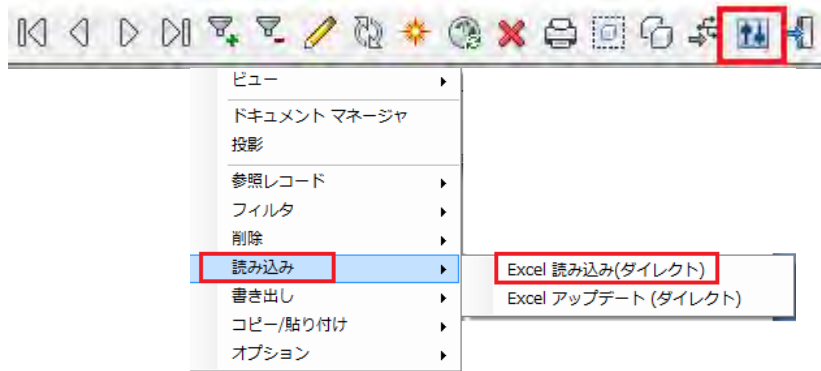 ビュー
ドキュメント マネージャ
投影
参照レコード
フィルタ
削除
読み込み
Excel 読み込み(ダイレクト)
書き出し
Excel アップデート (ダイレクト)
コピー/貼り付け
オプション